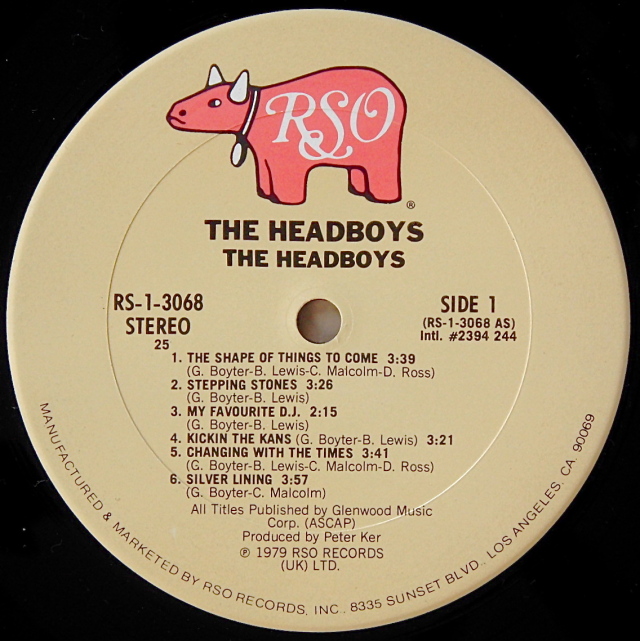 RSO
®
THE HEADBOYS
THE HEADBOYS
RS-1-3068
STEREO
25
SIDE 1
(RS-1-3068 AS)
Intl. #2394 244
1. THE SHAPE OF THINGS TO COME 3:39
(G. Boyter-B. Lewis-C. Malcolm-D. Ross)
2. STEPPING STONES 3:26
(G. Boyter-B. Lewis)
3. MY FAVOURITE D.J. 2:15
(G. Boyter-B. Lewis)
4. KICKIN THE KANS (G. Boyter-B. Lewis) 3:21
5. CHANGING WITH THE TIMES 3:41
(G. Boyter-B. Lewis-C. Malcolm-D. Ross)
6. SILVER LINING 3:57
(G. Boyter-C. Malcolm)
All Titles Published by Glenwood Music
Corp. (ASCAP)
Produced by Peter Ker
℗ 1979 RSO RECORDS
(UK) LTD.
MANUFACTURED & MARKETED BY RSO RECORDS, INC., 8335 SUNSET BLVD., LOS ANGELES, CA. 90069